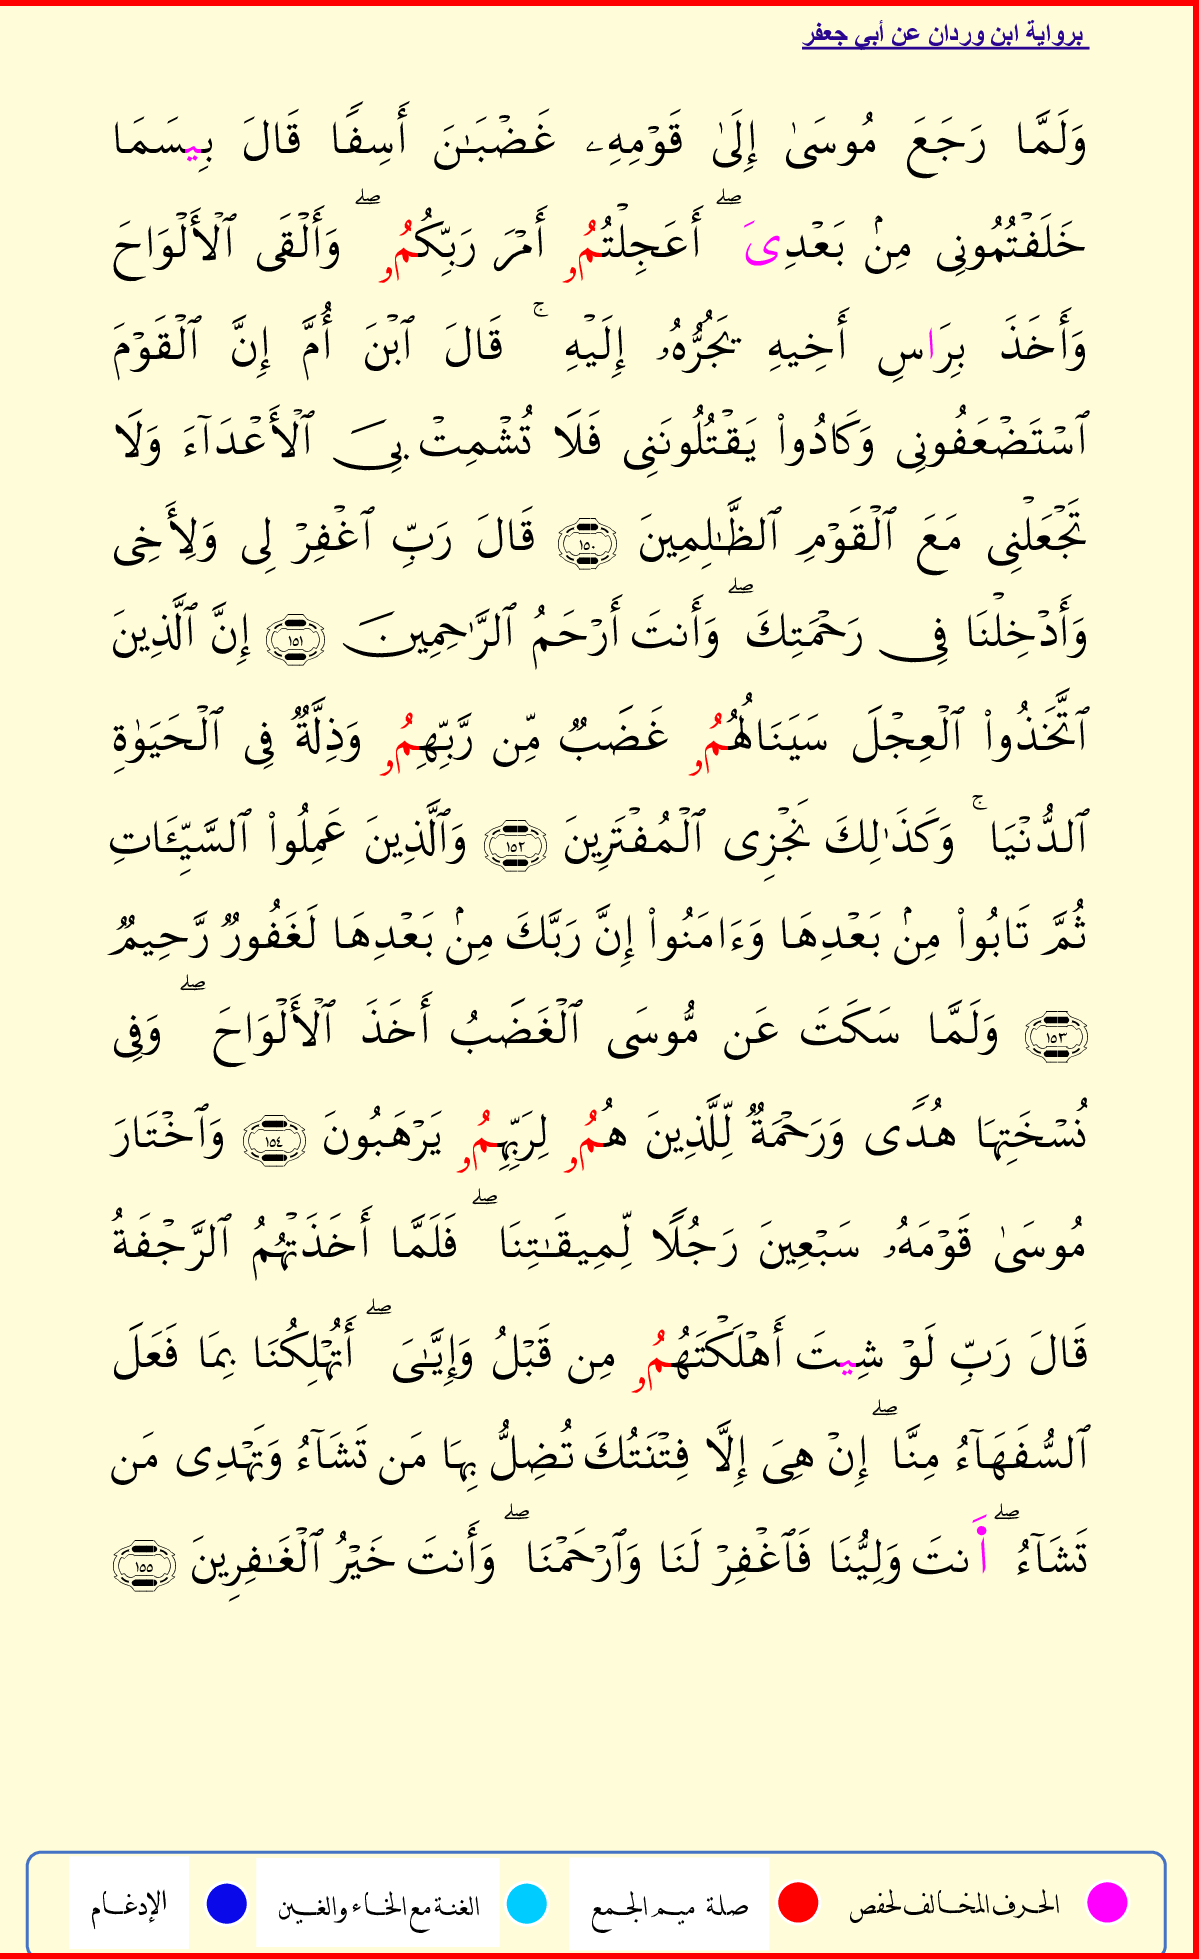 برواية ابن وردان عن أبي جعفر
وَلَمَّا رَجَعَ مُوسَىٰ إِلَىٰ قَوْمِهِۦ غَضْبَـٰنَ أَسِفًا قَالَ بِيسَمَا
خَلَفْتُمُونِى مِنۢ بَعْدِىَ ۖ أَعَجِلْتُمُۥ أَمْرَ رَبِّكُمُۥ ۖ وَأَلْقَى ٱلْأَلْوَاحَ
وَأَخَذَ بِرَاسِ أَخِيهِ يَجُرُّهُۥ إِلَيْهِ ۚ قَالَ ٱبْنَ أُمَّ إِنَّ ٱلْقَوْمَ
ٱسْتَضْعَفُونِى وَكَادُوا۟ يَقْتُلُونَنِى فَلَا تُشْمِتْ بِىَ ٱلْأَعْدَآءَ وَلَا
تَجْعَلْنِى مَعَ ٱلْقَوْمِ ٱلظَّـٰلِمِينَ ١٥٠ قَالَ رَبِّ ٱغْفِرْ لِى وَلِأَخِى
وَأَدْخِلْنَا فِى رَحْمَتِكَ ۖ وَأَنتَ أَرْحَمُ ٱلرَّٰحِمِينَ ١٥١ إِنَّ ٱلَّذِينَ
ٱتَّخَذُوا۟ ٱلْعِجْلَ سَيَنَالُهُمُۥ غَضَبٌ مِّن رَّبِّهِمُۥ وَذِلَّةٌ فِى ٱلْحَيَوٰةِ
ٱلدُّنْيَا ۚ وَكَذَٰلِكَ نَجْزِى ٱلْمُفْتَرِينَ ١٥٢ وَٱلَّذِينَ عَمِلُوا۟ ٱلسَّيِّـَٔاتِ
ثُمَّ تَابُوا۟ مِنۢ بَعْدِهَا وَءَامَنُوا۟ إِنَّ رَبَّكَ مِنۢ بَعْدِهَا لَغَفُورٌ رَّحِيمٌ
١٥٣ وَلَمَّا سَكَتَ عَن مُّوسَى ٱلْغَضَبُ أَخَذَ ٱلْأَلْوَاحَ ۖ وَفِى
نُسْخَتِهَا هُدًى وَرَحْمَةٌ لِّلَّذِينَ هُمُۥ لِرَبِّهِمُۥ يَرْهَبُونَ ١٥٤ وَٱخْتَارَ
مُوسَىٰ قَوْمَهُۥ سَبْعِينَ رَجُلًا لِّمِيقَـٰتِنَا ۖ فَلَمَّا أَخَذَتْهُمُ ٱلرَّجْفَةُ
قَالَ رَبِّ لَوْ شِيتَ أَهْلَكْتَهُمُۥ مِن قَبْلُ وَإِيَّـٰىَ ۖ أَتُهْلِكُنَا بِمَا فَعَلَ
ٱلسُّفَهَآءُ مِنَّا ۖ إِنْ هِىَ إِلَّا فِتْنَتُكَ تُضِلُّ بِهَا مَن تَشَآءُ وَتَهْدِى مَن
تَشَآءُ ۖ أَنتَ وَلِيُّنَا فَٱغْفِرْ لَنَا وَٱرْحَمْنَا ۖ وَأَنتَ خَيْرُ ٱلْغَـٰفِرِينَ ١٥٥
الحرف المخالف لحفص صلة ميم الجمع الغنة مع الخاء والغين الإدغام